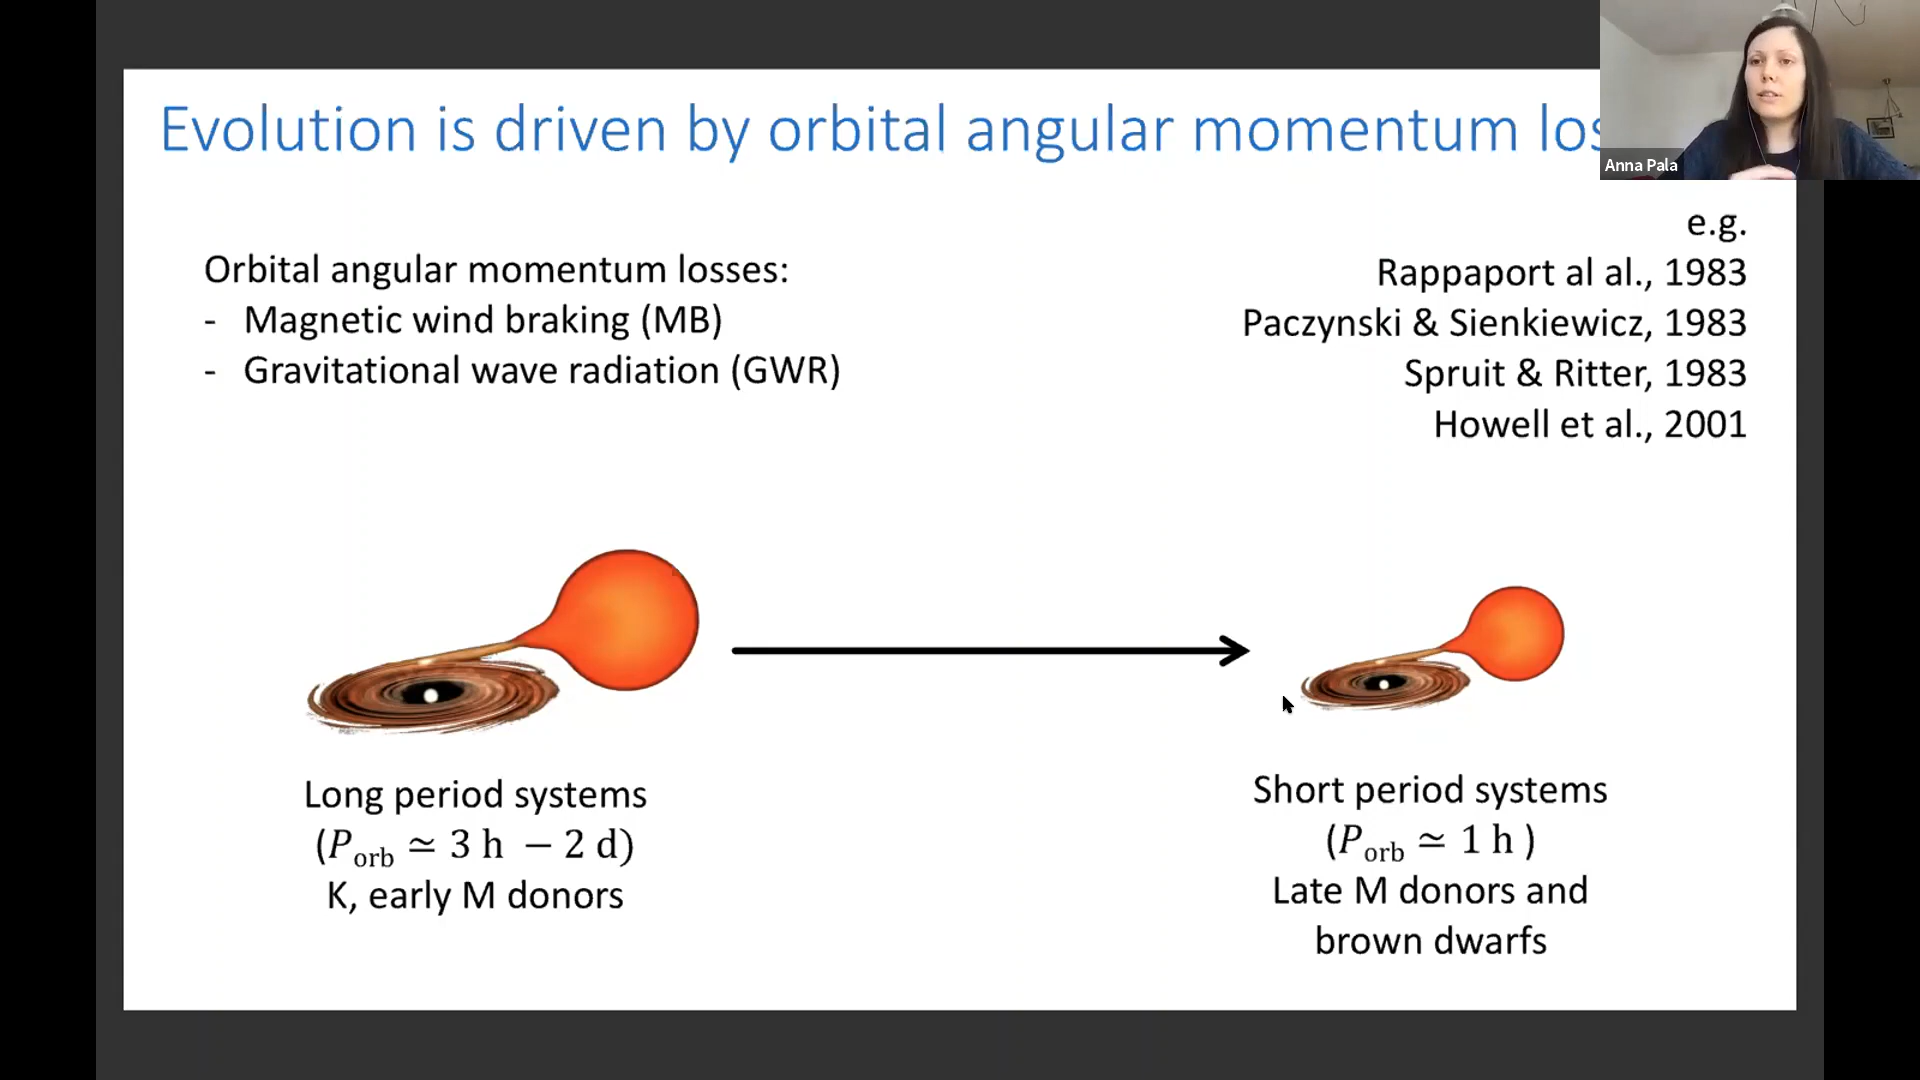 Evolution is driven by orbital angular momentum los
Anna Pala
Orbital angular momentum losses:
- Magnetic wind braking (MB)
- Gravitational wave radiation (GWR)
e.g.
Rappaport al al., 1983
Paczynski & Sienkiewicz, 1983
Spruit & Ritter, 1983
Howell et al., 2001
Long period systems
(P_orb ≃ 3 h − 2 d)
K, early M donors
Short period systems
(P_orb ≃ 1 h )
Late M donors and
brown dwarfs